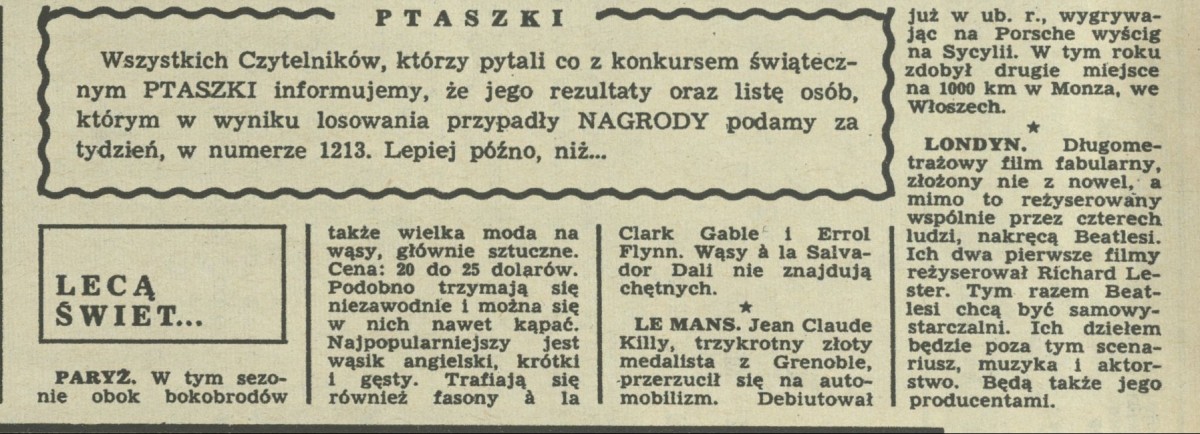 PTASZKI
Wszystkich Czytelników, którzy pytali co z konkursem świątecz-
nym PTASZKI informujemy, że jego rezultaty oraz listę osób,
którym w wyniku losowania przypadły NAGRODY podamy za
tydzień, w numerze 1213. Lepiej późno, niż...
LECĄ
ŚWIET...
PARYŻ. W tym sezo-
nie obok bokobrodów
także wielka moda na
wąsy, głównie sztuczne.
Cena: 20 do 25 dolarów.
Podobno trzymają się
niezawodnie i można się
w nich nawet kąpać.
Najpopularniejszy jest
wąsik angielski, krótki
i gęsty. Trafiają się
również fasony à la
Clark Gable i Errol
Flynn. Wąsy à la Salva-
dor Dali nie znajdują
chętnych.
★
LE MANS. Jean Claude
Killy, trzykrotny złoty
medalista z Grenoble,
przerzucił się na auto-
mobilizm. Debiutował
już w ub. r., wygrywa-
jąc na Porsche wyścig
na Sycylii. W tym roku
zdobył drugie miejsce
na 1000 km w Monza, we
Włoszech.
★
LONDYN. Długome-
trażowy film fabularny,
złożony nie z nowel, a
mimo to reżyserowany
wspólnie przez czterech
ludzi, nakręcą Beatlesi.
Ich dwa pierwsze filmy
reżyserował Richard Le-
ster. Tym razem Beat-
lesi chcą być samowy-
starczalni. Ich dziełem
będzie poza tym scena-
riusz, muzyka i aktor-
stwo. Będą także jego
producentami.